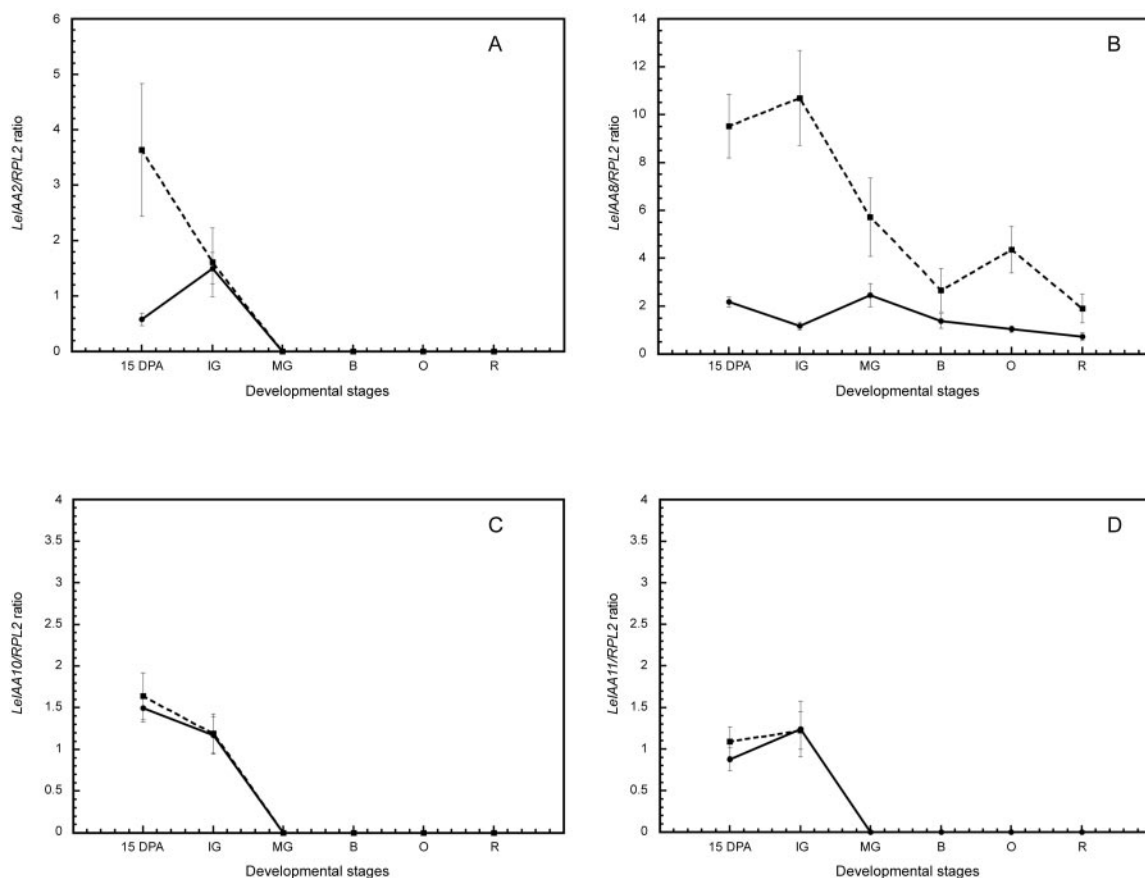 A
LeIAA2/RPL2 ratio
6
5
4
3
2
1
0
15 DPA IG MG B O R
Developmental stages
B
LeIAA8/RPL2 ratio
14
12
10
8
6
4
2
0
15 DPA IG MG B O R
Developmental stages
C
LeIAA10/RPL2 ratio
4
3.5
3
2.5
2
1.5
1
0.5
0
15 DPA IG MG B O R
Developmental stages
D
LeIAA11/RPL2 ratio
4
3.5
3
2.5
2
1.5
1
0.5
0
15 DPA IG MG B O R
Developmental stages